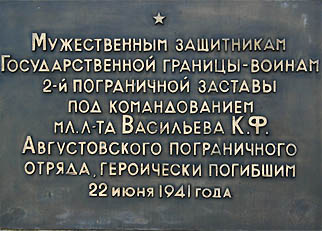 Мужественным защитникам
Государственной границы-воинам
2-й пограничной заставы
под командованием
мл. л-та Васильева К.Ф.
Августовского пограничного
отряда, героически погибшим
22 июня 1941 года